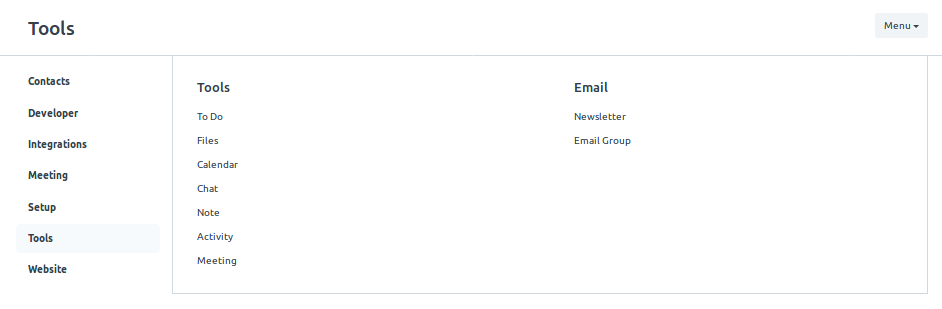 Tools
Menu
Contacts
Developer
Integrations
Meeting
Setup
Tools
Website
Tools
To Do
Files
Calendar
Chat
Note
Activity
Meeting
Email
Newsletter
Email Group